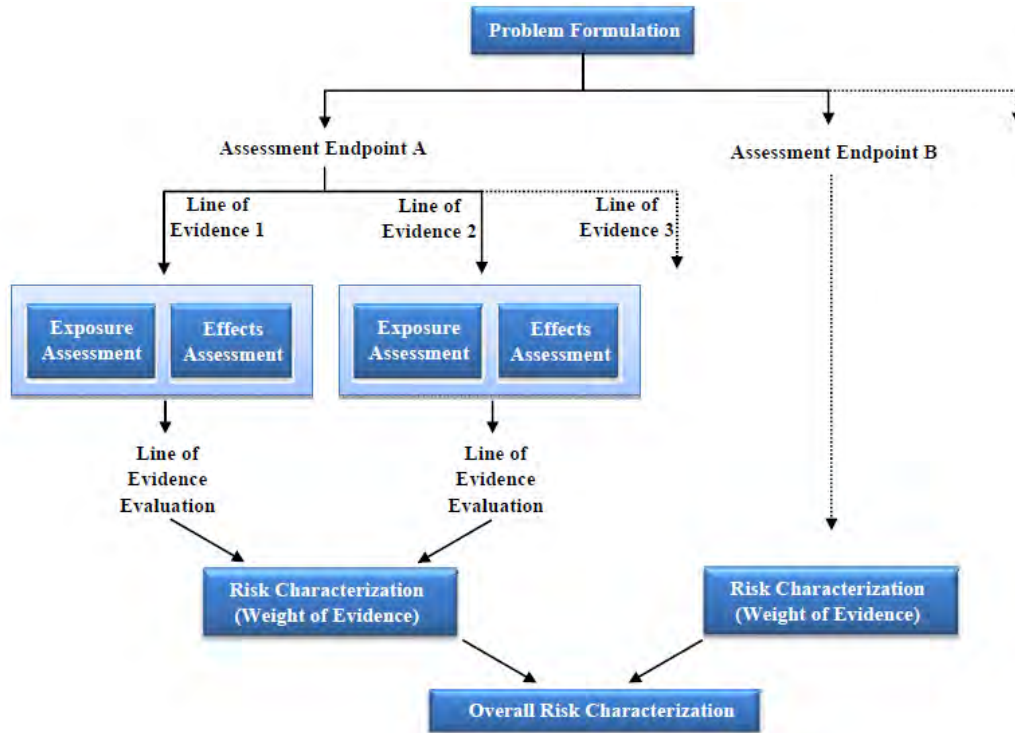 Problem Formulation
Assessment Endpoint A
Assessment Endpoint B
Line of
Evidence 1
Line of
Evidence 2
Line of
Evidence 3
Exposure
Assessment
Effects
Assessment
Exposure
Assessment
Effects
Assessment
Line of
Evidence
Evaluation
Line of
Evidence
Evaluation
Risk Characterization
(Weight of Evidence)
Risk Characterization
(Weight of Evidence)
Overall Risk Characterization